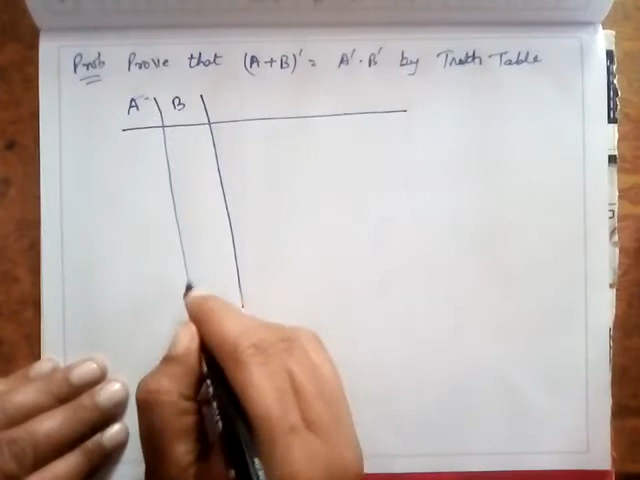 Prob Prove that (A+B)' = A'·B' by Truth Table
A B